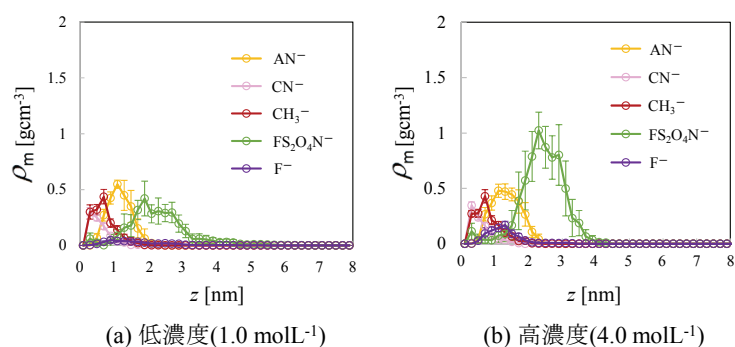 2
1.5
1
0.5
0
ρm [gcm-3]
AN−
CN−
CH3−
FS2O4N−
F−
0 1 2 3 4 5 6 7 8
z [nm]
(a) 低濃度(1.0 molL-1)
2
1.5
1
0.5
0
ρm [gcm-3]
AN−
CN−
CH3−
FS2O4N−
F−
0 1 2 3 4 5 6 7 8
z [nm]
(b) 高濃度(4.0 molL-1)